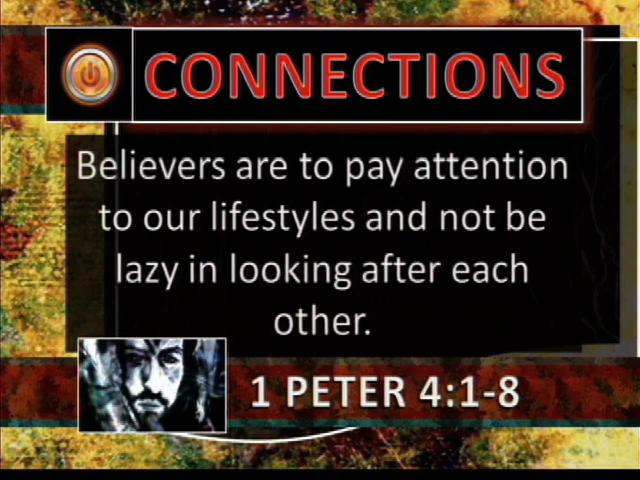 CONNECTIONS
Believers are to pay attention
to our lifestyles and not be
lazy in looking after each
other.
1 PETER 4:1-8